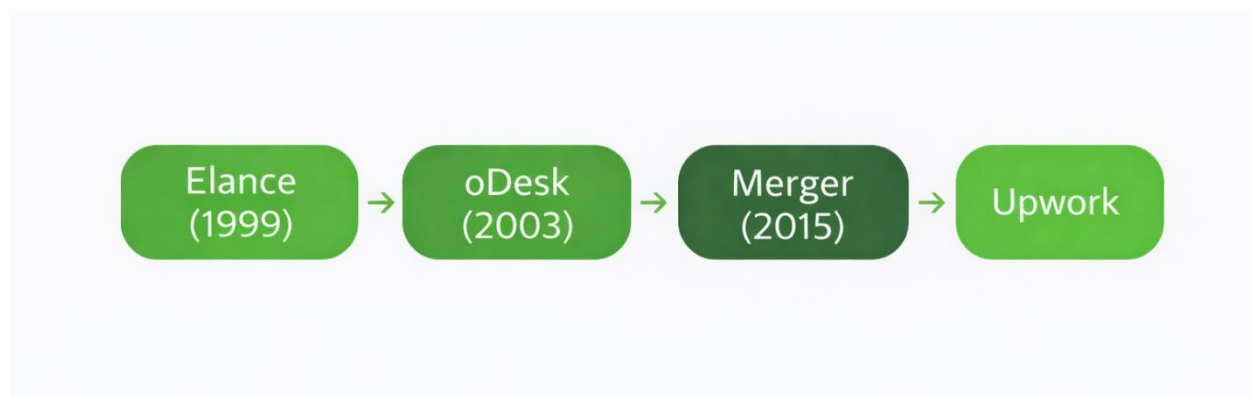 Elance
(1999)
oDesk
(2003)
Merger
(2015)
Upwork